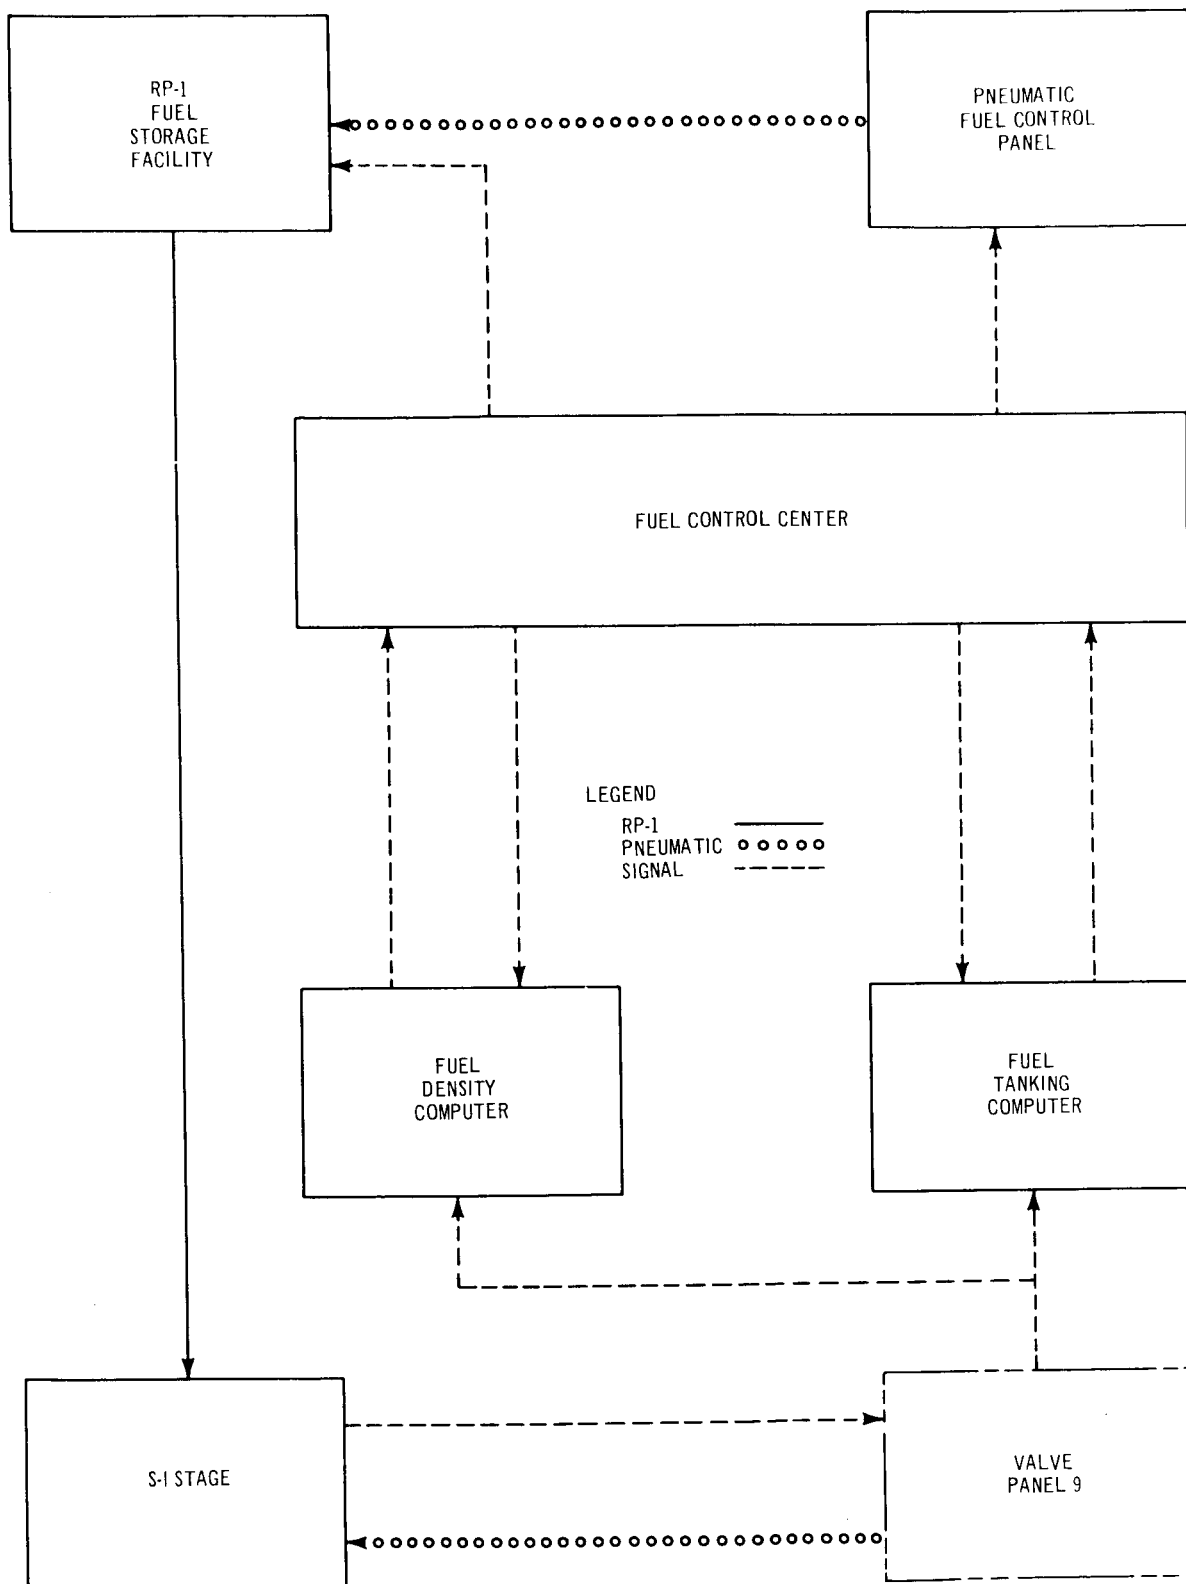 RP-1
FUEL
STORAGE
FACILITY
PNEUMATIC
FUEL CONTROL
PANEL
FUEL CONTROL CENTER
LEGEND
RP-1
PNEUMATIC
SIGNAL
FUEL
DENSITY
COMPUTER
FUEL
TANKING
COMPUTER
S-I STAGE
VALVE
PANEL 9